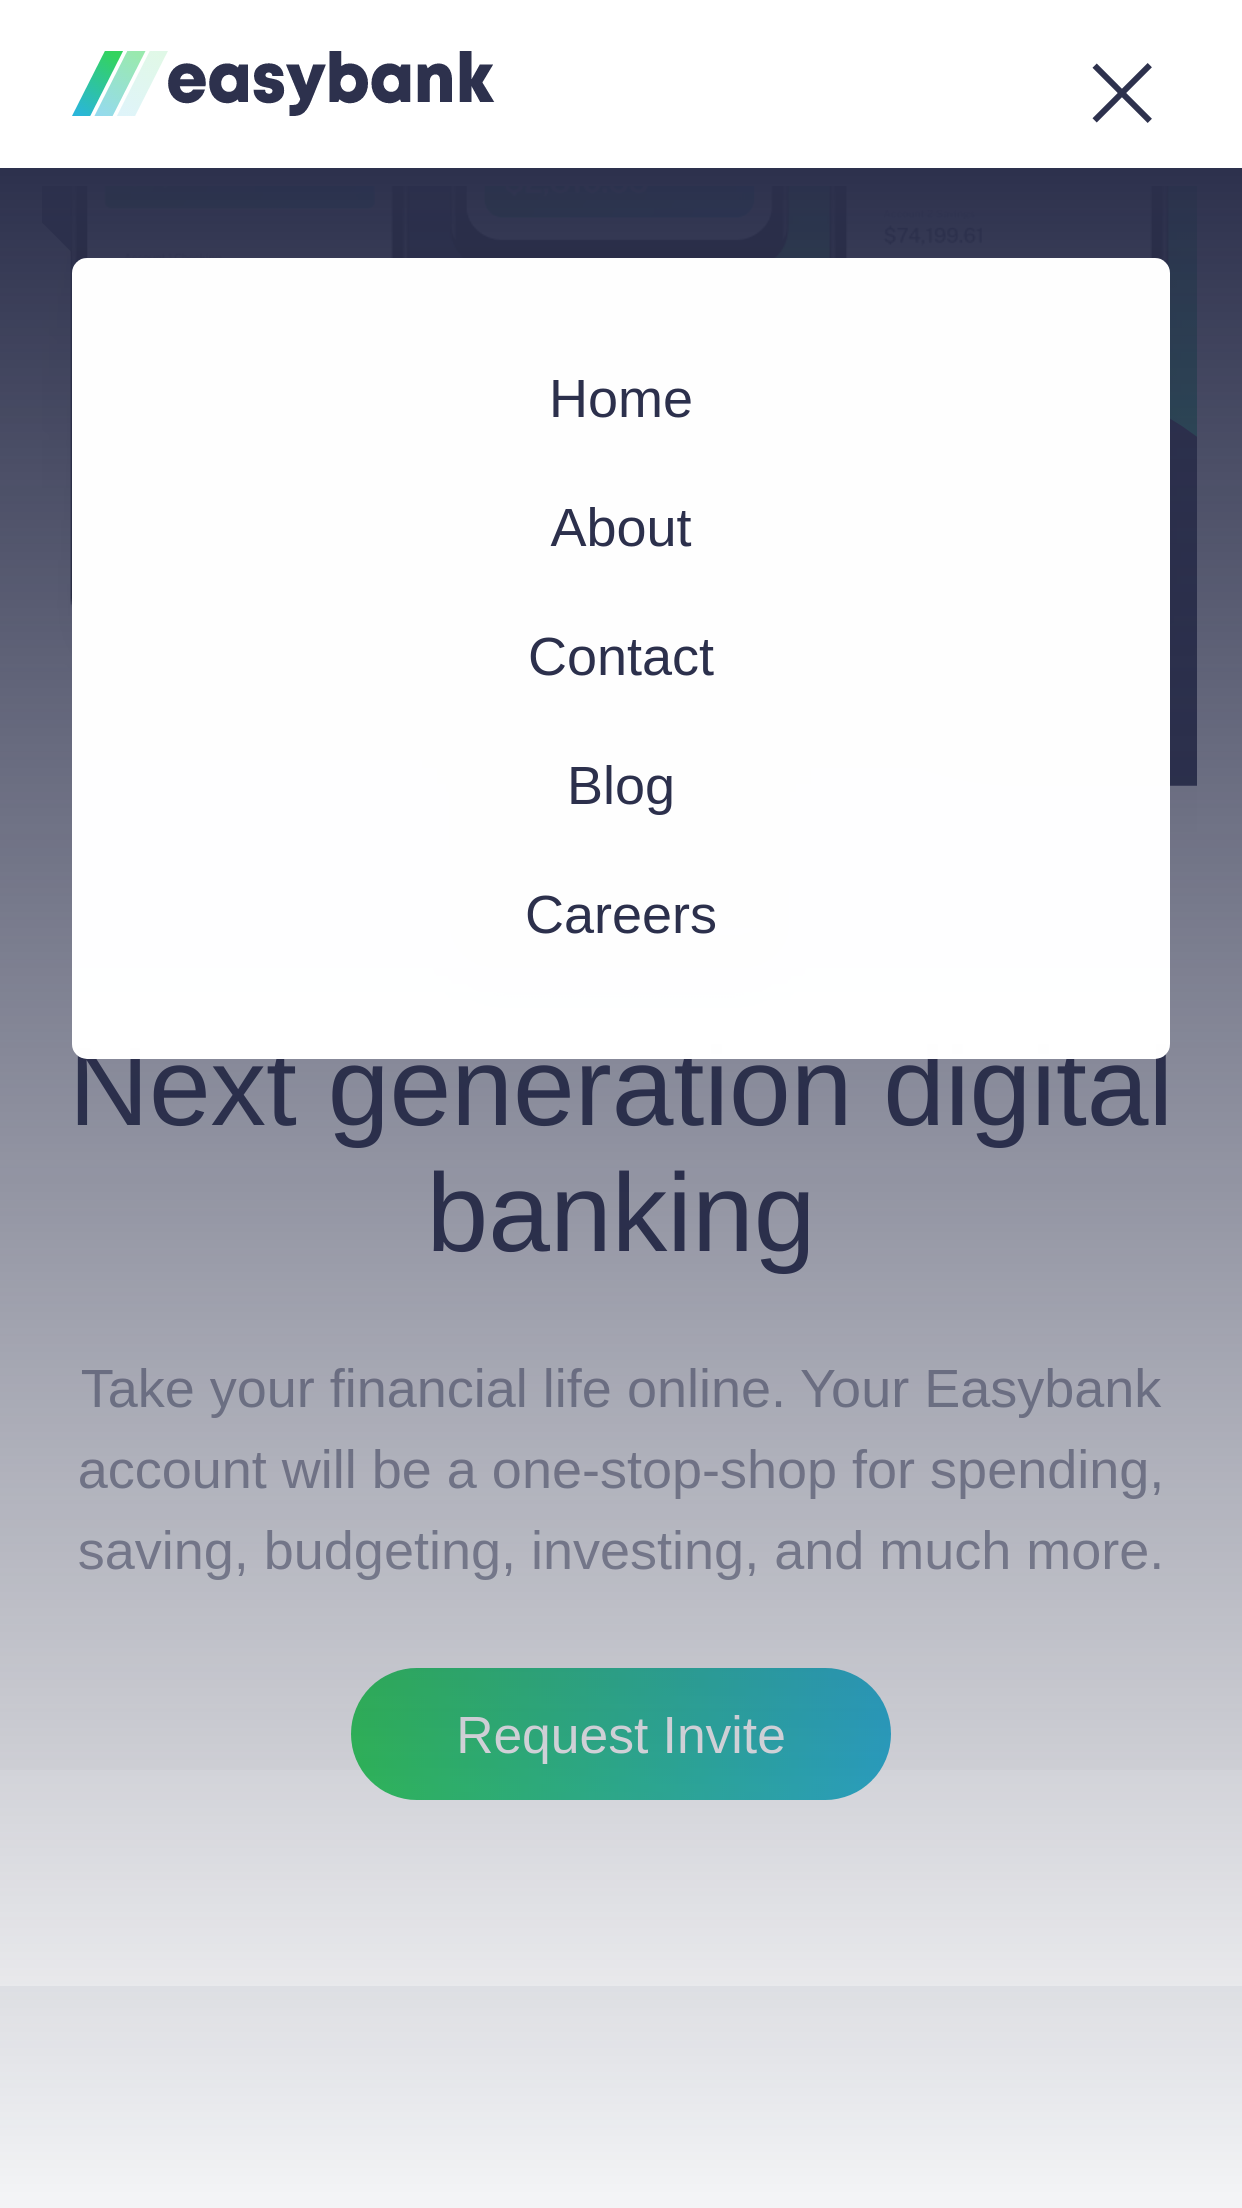 easybank
$74,199.61
Home
About
Contact
Blog
Careers
Next generation digital
banking
Take your financial life online. Your Easybank
account will be a one-stop-shop for spending,
saving, budgeting, investing, and much more.
Request Invite